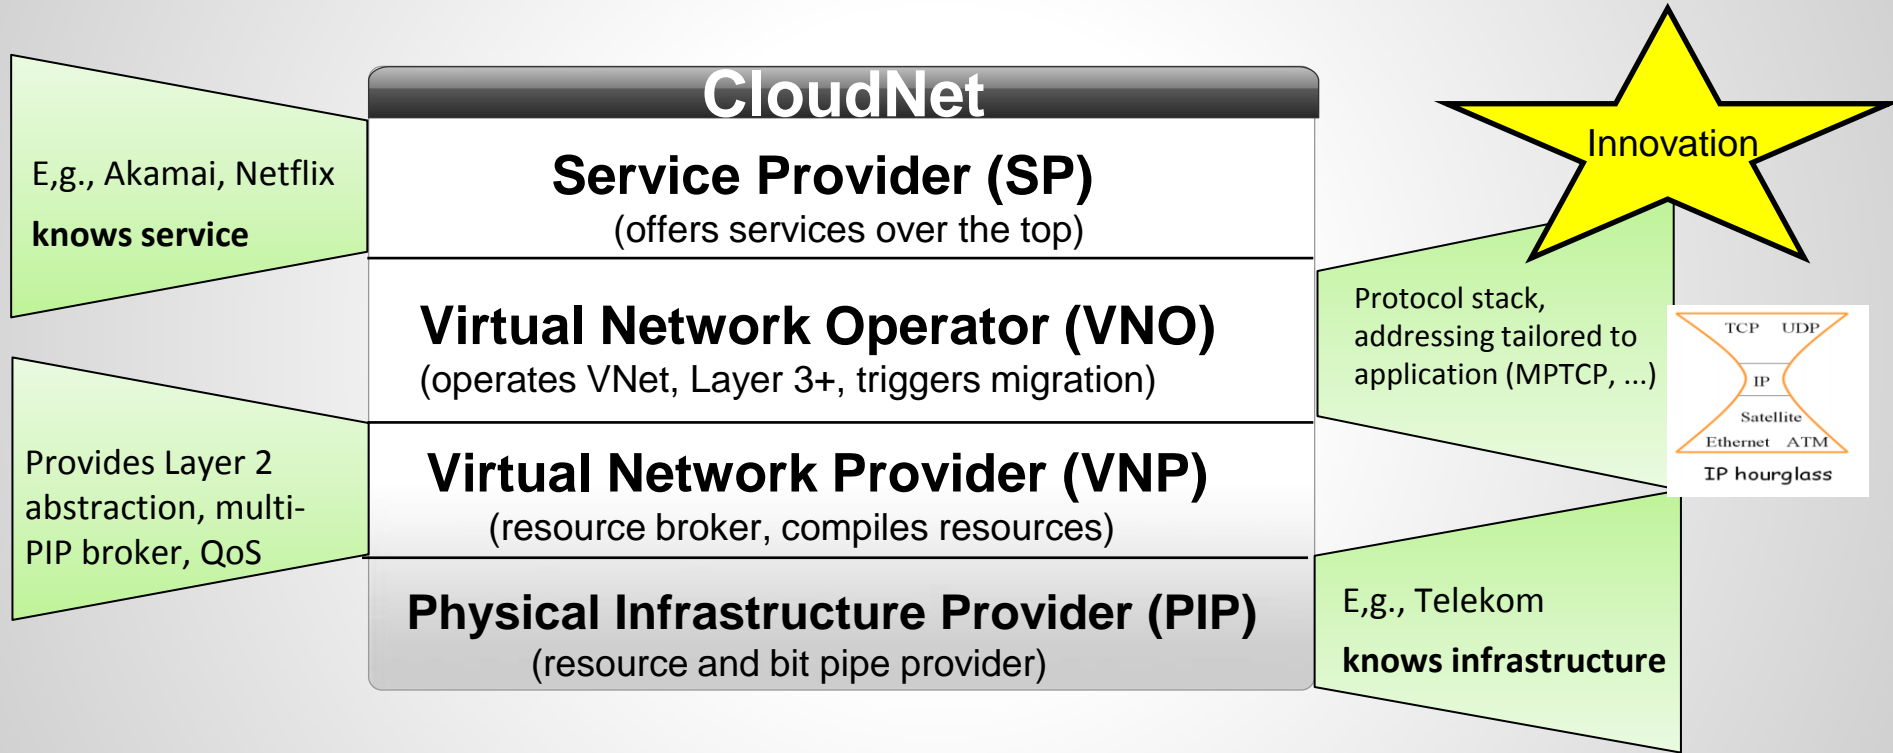 CloudNet
E,g., Akamai, Netflix
knows service
Service Provider (SP)
(offers services over the top)
Innovation
Virtual Network Operator (VNO)
(operates VNet, Layer 3+, triggers migration)
Protocol stack,
addressing tailored to
application (MPTCP, ...)
TCP UDP
IP
Satellite
Ethernet ATM
IP hourglass
Provides Layer 2
abstraction, multi-
PIP broker, QoS
Virtual Network Provider (VNP)
(resource broker, compiles resources)
Physical Infrastructure Provider (PIP)
(resource and bit pipe provider)
E,g., Telekom
knows infrastructure